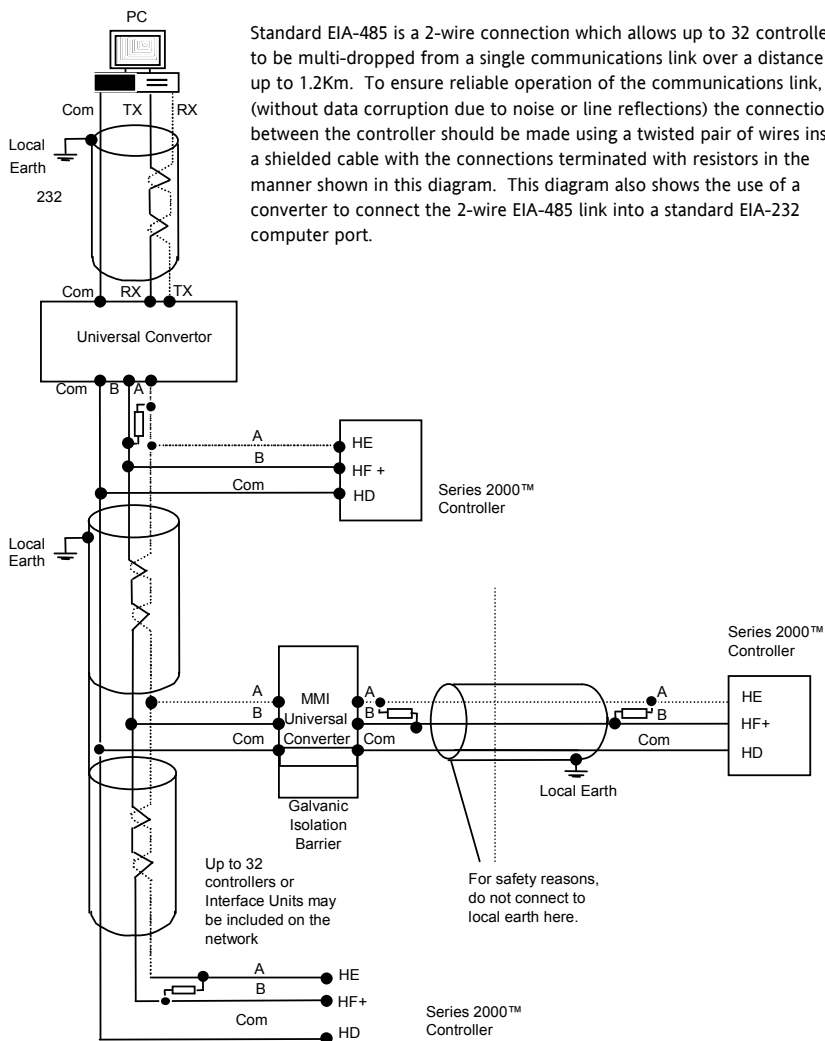 PC
Standard EIA-485 is a 2-wire connection which allows up to 32 controlle
to be multi-dropped from a single communications link over a distance
up to 1.2Km. To ensure reliable operation of the communications link,
(without data corruption due to noise or line reflections) the connectio
between the controller should be made using a twisted pair of wires ins
a shielded cable with the connections terminated with resistors in the
manner shown in this diagram. This diagram also shows the use of a
converter to connect the 2-wire EIA-485 link into a standard EIA-232
computer port.
Com TX RX
Local
Earth
232
Com RX TX
Universal Convertor
Com B A
A HE
B HF +
Com HD
Series 2000™
Controller
Local
Earth
Series 2000™
Controller
A MMI A A HE
B Universal B B HF+
Com Converter Com Com HD
Local Earth
Galvanic
Isolation
Barrier
Up to 32
controllers or
Interface Units may
be included on the
network
For safety reasons,
do not connect to
local earth here.
A HE
B HF+
Com HD
Series 2000™
Controller